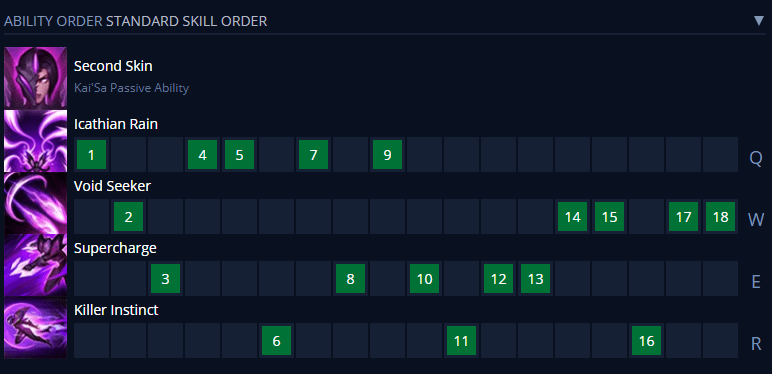 ABILITY ORDER STANDARD SKILL ORDER ▼
Second Skin
Kai'Sa Passive Ability
Icathian Rain
1 4 5 7 9 Q
Void Seeker
2 14 15 17 18 W
Supercharge
3 8 10 12 13 E
Killer Instinct
6 11 16 R